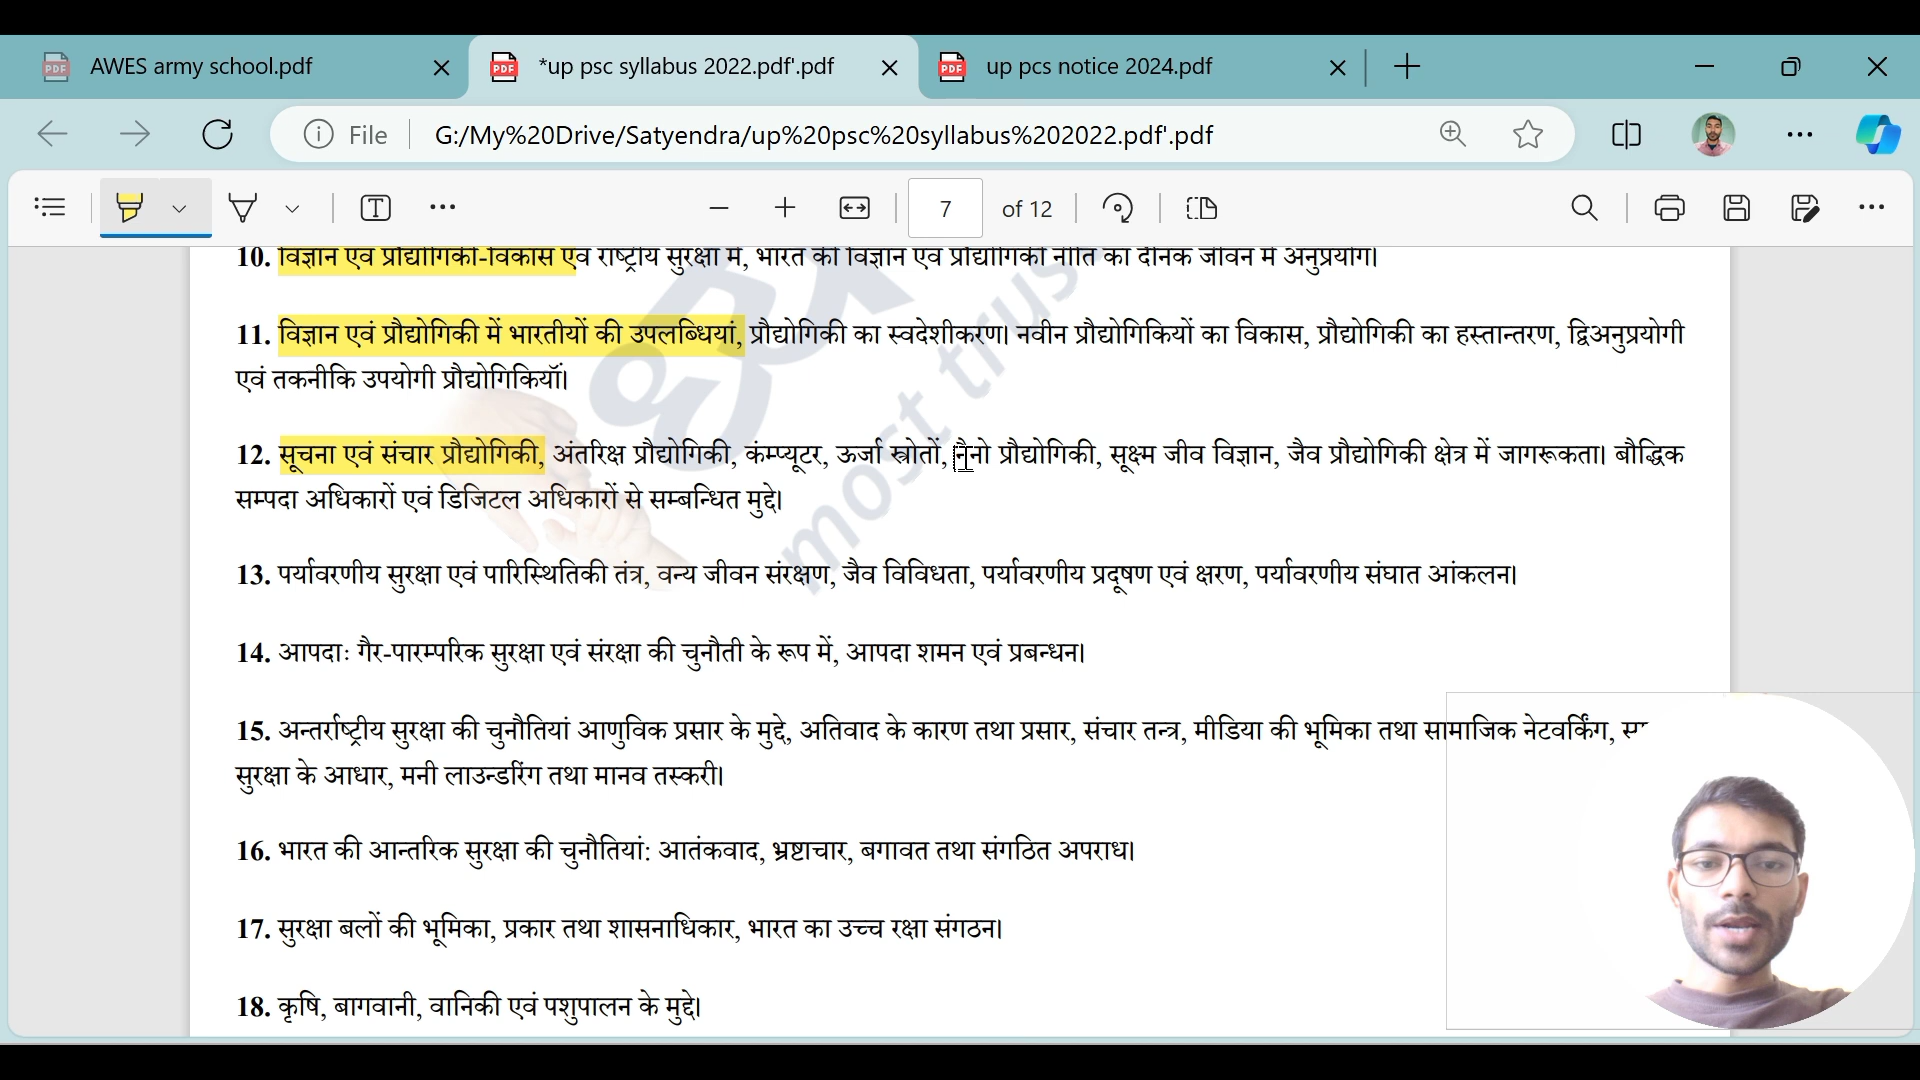 AWES army school.pdf
*up psc syllabus 2022.pdf'.pdf
up pcs notice 2024.pdf
File
G:/My%20Drive/Satyendra/up%20psc%20syllabus%202022.pdf'.pdf
7 of 12
10. विज्ञान एवं प्रौद्योगिकी-विकास एवं राष्ट्रीय सुरक्षा में, भारत की विज्ञान एवं प्रौद्योगिकी नीति का दैनिक जीवन में अनुप्रयोग।
11. विज्ञान एवं प्रौद्योगिकी में भारतीयों की उपलब्धियां, प्रौद्योगिकी का स्वदेशीकरण। नवीन प्रौद्योगिकियों का विकास, प्रौद्योगिकी का हस्तान्तरण, द्विअनुप्रयोगी
एवं तकनीकि उपयोगी प्रौद्योगिकियॉ।
12. सूचना एवं संचार प्रौद्योगिकी, अंतरिक्ष प्रौद्योगिकी, कंम्प्यूटर, ऊर्जा स्त्रोतों, नैनो प्रौद्योगिकी, सूक्ष्म जीव विज्ञान, जैव प्रौद्योगिकी क्षेत्र में जागरूकता। बौद्धिक
सम्पदा अधिकारों एवं डिजिटल अधिकारों से सम्बन्धित मुद्दे।
13. पर्यावरणीय सुरक्षा एवं पारिस्थितिकी तंत्र, वन्य जीवन संरक्षण, जैव विविधता, पर्यावरणीय प्रदूषण एवं क्षरण, पर्यावरणीय संघात आंकलन।
14. आपदाः गैर-पारम्परिक सुरक्षा एवं संरक्षा की चुनौती के रूप में, आपदा शमन एवं प्रबन्धन।
15. अन्तर्राष्ट्रीय सुरक्षा की चुनौतियां आणुविक प्रसार के मुद्दे, अतिवाद के कारण तथा प्रसार, संचार तन्त्र, मीडिया की भूमिका तथा सामाजिक नेटवर्किंग,
सुरक्षा के आधार, मनी लाउन्डरिंग तथा मानव तस्करी।
16. भारत की आन्तरिक सुरक्षा की चुनौतियां: आतंकवाद, भ्रष्टाचार, बगावत तथा संगठित अपराध।
17. सुरक्षा बलों की भूमिका, प्रकार तथा शासनाधिकार, भारत का उच्च रक्षा संगठन।
18. कृषि, बागवानी, वानिकी एवं पशुपालन के मुद्दे।
most trus